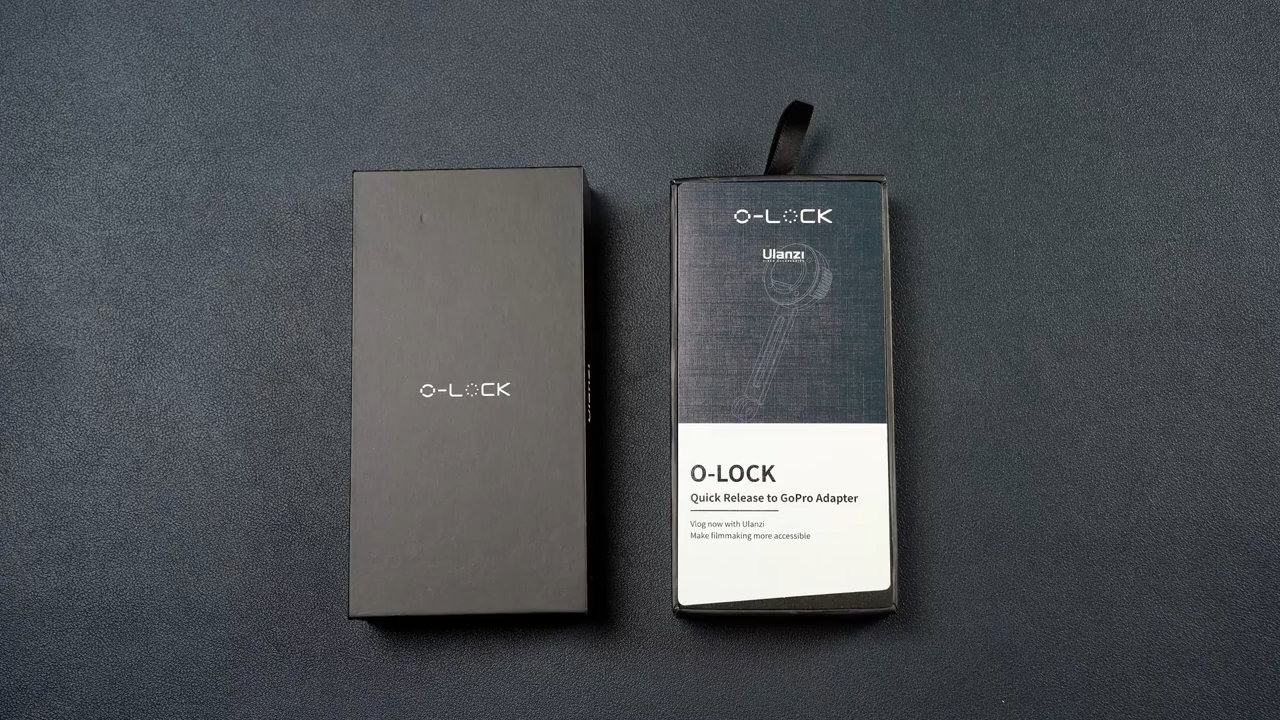 O-LOCK
O-LOCK
Ulanzi
O-LOCK
Quick Release to GoPro Adapter
Vlog now with Ulanzi
Make filmmaking more accessible